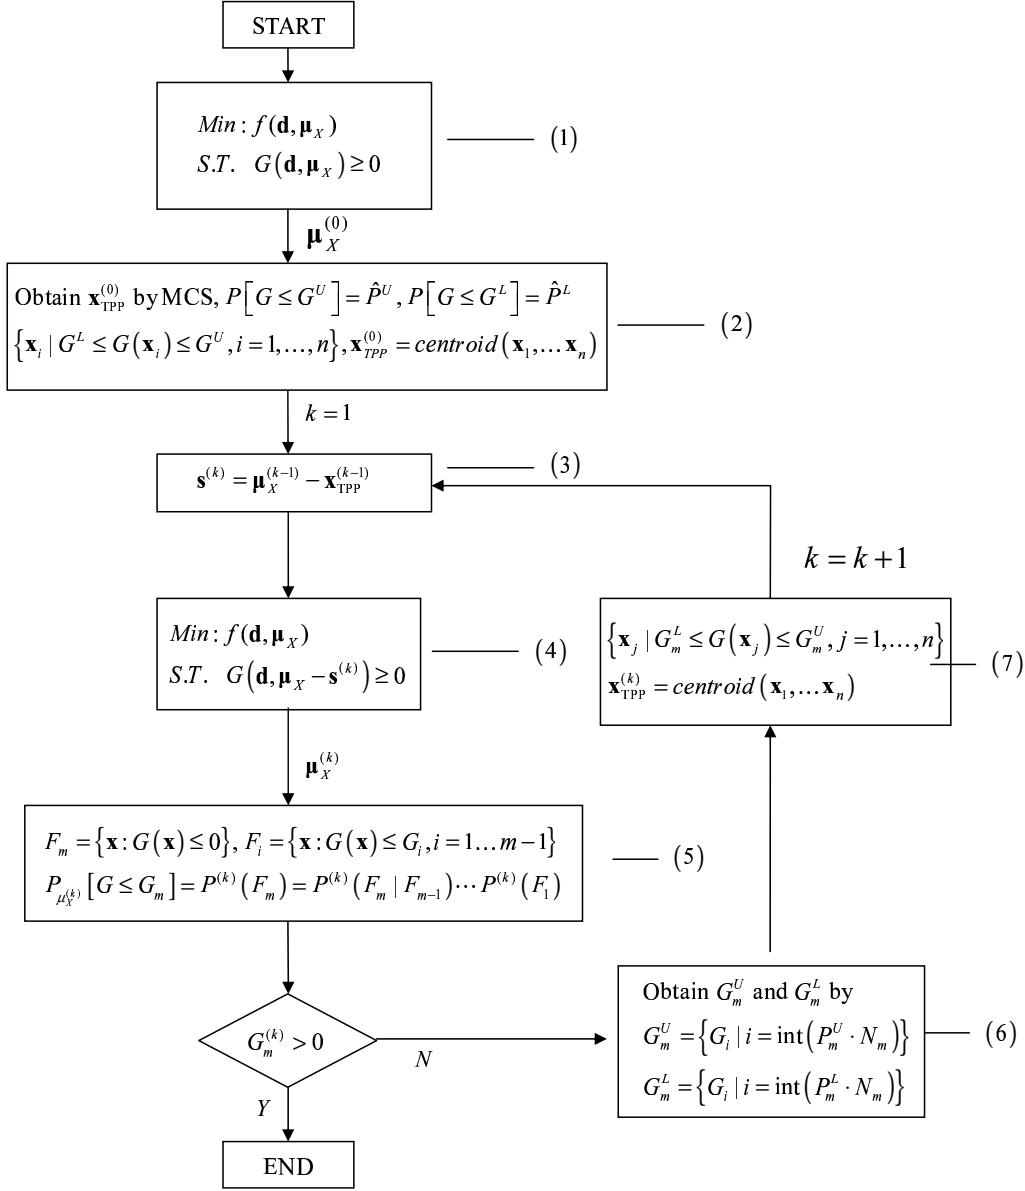 START
Min: f(d, μ_X)
(1)
S.T. G(d, μ_X) ≥ 0
μ_X^(0)
Obtain x_TPP^(0) by MCS, P[G ≤ G^U] = P̂^U, P[G ≤ G^L] = P̂^L
(2)
{x_i | G^L ≤ G(x_i) ≤ G^U, i = 1,…,n}, x_TPP^(0) = centroid(x_1,…x_n)
k = 1
(3)
s^(k) = μ_X^(k−1) − x_TPP^(k−1)
k = k + 1
Min: f(d, μ_X)
(4)
S.T. G(d, μ_X − s^(k)) ≥ 0
{x_j | G_m^L ≤ G(x_j) ≤ G_m^U, j = 1,…,n}
(7)
x_TPP^(k) = centroid(x_1,…x_n)
μ_X^(k)
F_m = {x : G(x) ≤ 0}, F_i = {x : G(x) ≤ G_i, i = 1…m−1}
(5)
P_{μ_X^(k)}[G ≤ G_m] = P^(k)(F_m) = P^(k)(F_m | F_{m−1}) ⋯ P^(k)(F_1)
G_m^(k) > 0
N
Obtain G_m^U and G_m^L by
G_m^U = {G_i | i = int(P_m^U · N_m)}
(6)
G_m^L = {G_i | i = int(P_m^L · N_m)}
Y
END